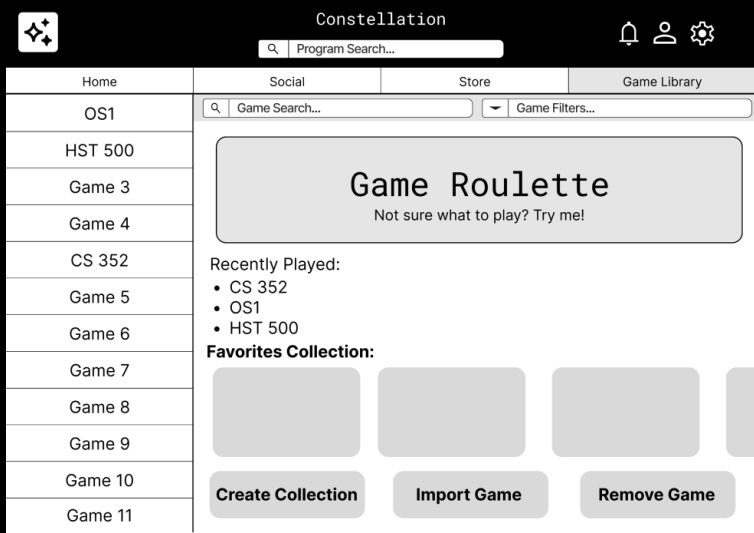 Constellation
Program Search...
Home Social Store Game Library
OS1
HST 500
Game 3
Game 4
CS 352
Game 5
Game 6
Game 7
Game 8
Game 9
Game 10
Game 11
Game Search... Game Filters...
Game Roulette
Not sure what to play? Try me!
Recently Played:
• CS 352
• OS1
• HST 500
Favorites Collection:
Create Collection Import Game Remove Game